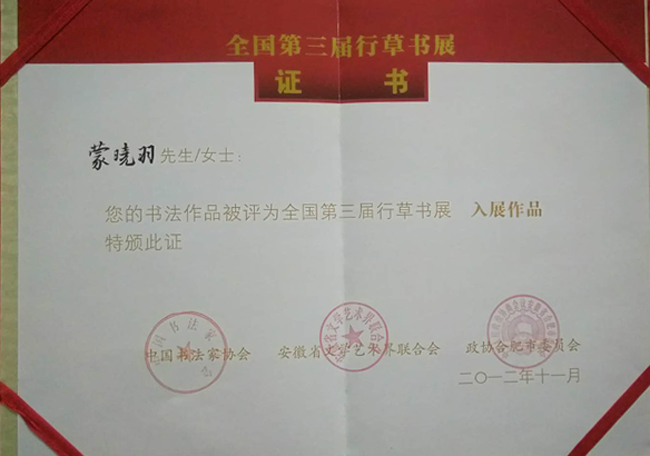 全国第三届行草书展
证 书
蒙晓羽先生/女士：
您的书法作品被评为全国第三届行草书展 入展作品
特颁此证
中国书法家协会 安徽省文学艺术界联合会 政协合肥市委员会
二〇一二年十一月